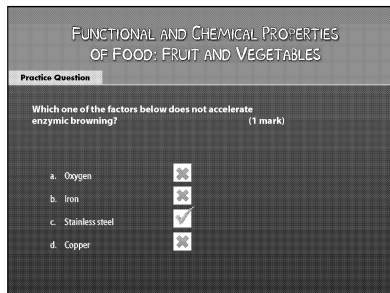 FUNCTIONAL AND CHEMICAL PROPERTIES
OF FOOD: FRUIT AND VEGETABLES
Practice Question
Which one of the factors below does not accelerate
enzymic browning? (1 mark)
a. Oxygen
b. Iron
c. Stainless steel
d. Copper